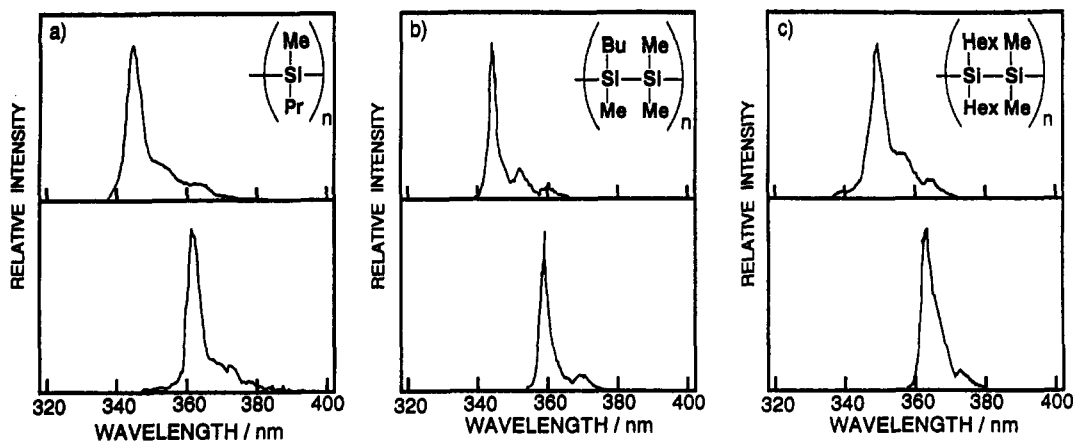 a)
Me
Si
Pr
n
b)
Bu Me
Si Si
Me Me
n
c)
Hex Me
Si Si
Hex Me
n
RELATIVE INTENSITY
RELATIVE INTENSITY
RELATIVE INTENSITY
320 340 360 380 400
320 340 360 380 400
320 340 360 380 400
WAVELENGTH / nm
WAVELENGTH / nm
WAVELENGTH / nm